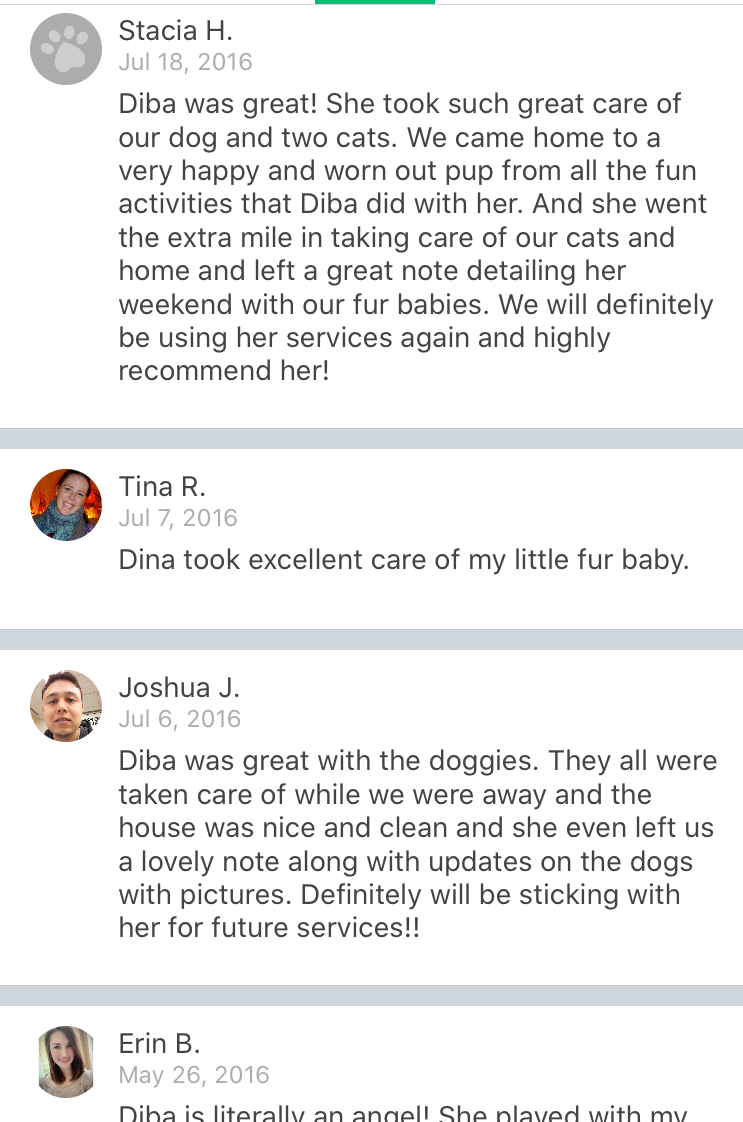 Stacia H.
Jul 18, 2016
Diba was great! She took such great care of
our dog and two cats. We came home to a
very happy and worn out pup from all the fun
activities that Diba did with her. And she went
the extra mile in taking care of our cats and
home and left a great note detailing her
weekend with our fur babies. We will definitely
be using her services again and highly
recommend her!
Tina R.
Jul 7, 2016
Dina took excellent care of my little fur baby.
Joshua J.
Jul 6, 2016
Diba was great with the doggies. They all were
taken care of while we were away and the
house was nice and clean and she even left us
a lovely note along with updates on the dogs
with pictures. Definitely will be sticking with
her for future services!!
Erin B.
May 26, 2016
Diba is literally an angel! She played with my